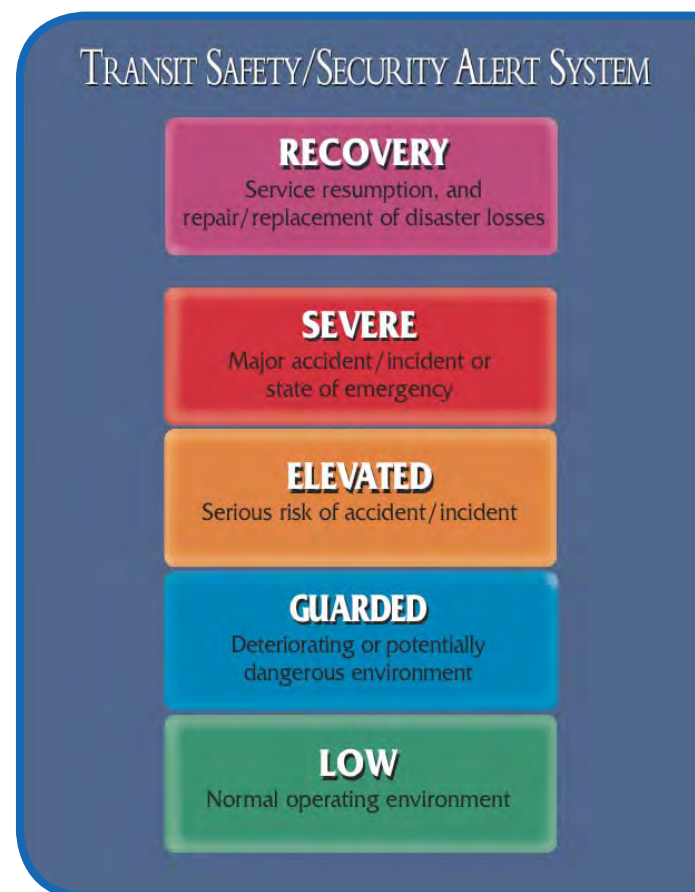 TRANSIT SAFETY/SECURITY ALERT SYSTEM
RECOVERY
Service resumption, and
repair/replacement of disaster losses
SEVERE
Major accident/incident or
state of emergency
ELEVATED
Serious risk of accident/incident
GUARDED
Deteriorating or potentially
dangerous environment
LOW
Normal operating environment